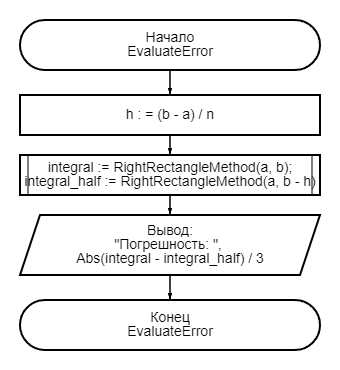 Начало
EvaluateError
h : = (b - a) / n
integral := RightRectangleMethod(a, b);
integral_half := RightRectangleMethod(a, b - h)
Вывод:
"Погрешность: ",
Abs(integral - integral_half) / 3
Конец
EvaluateError